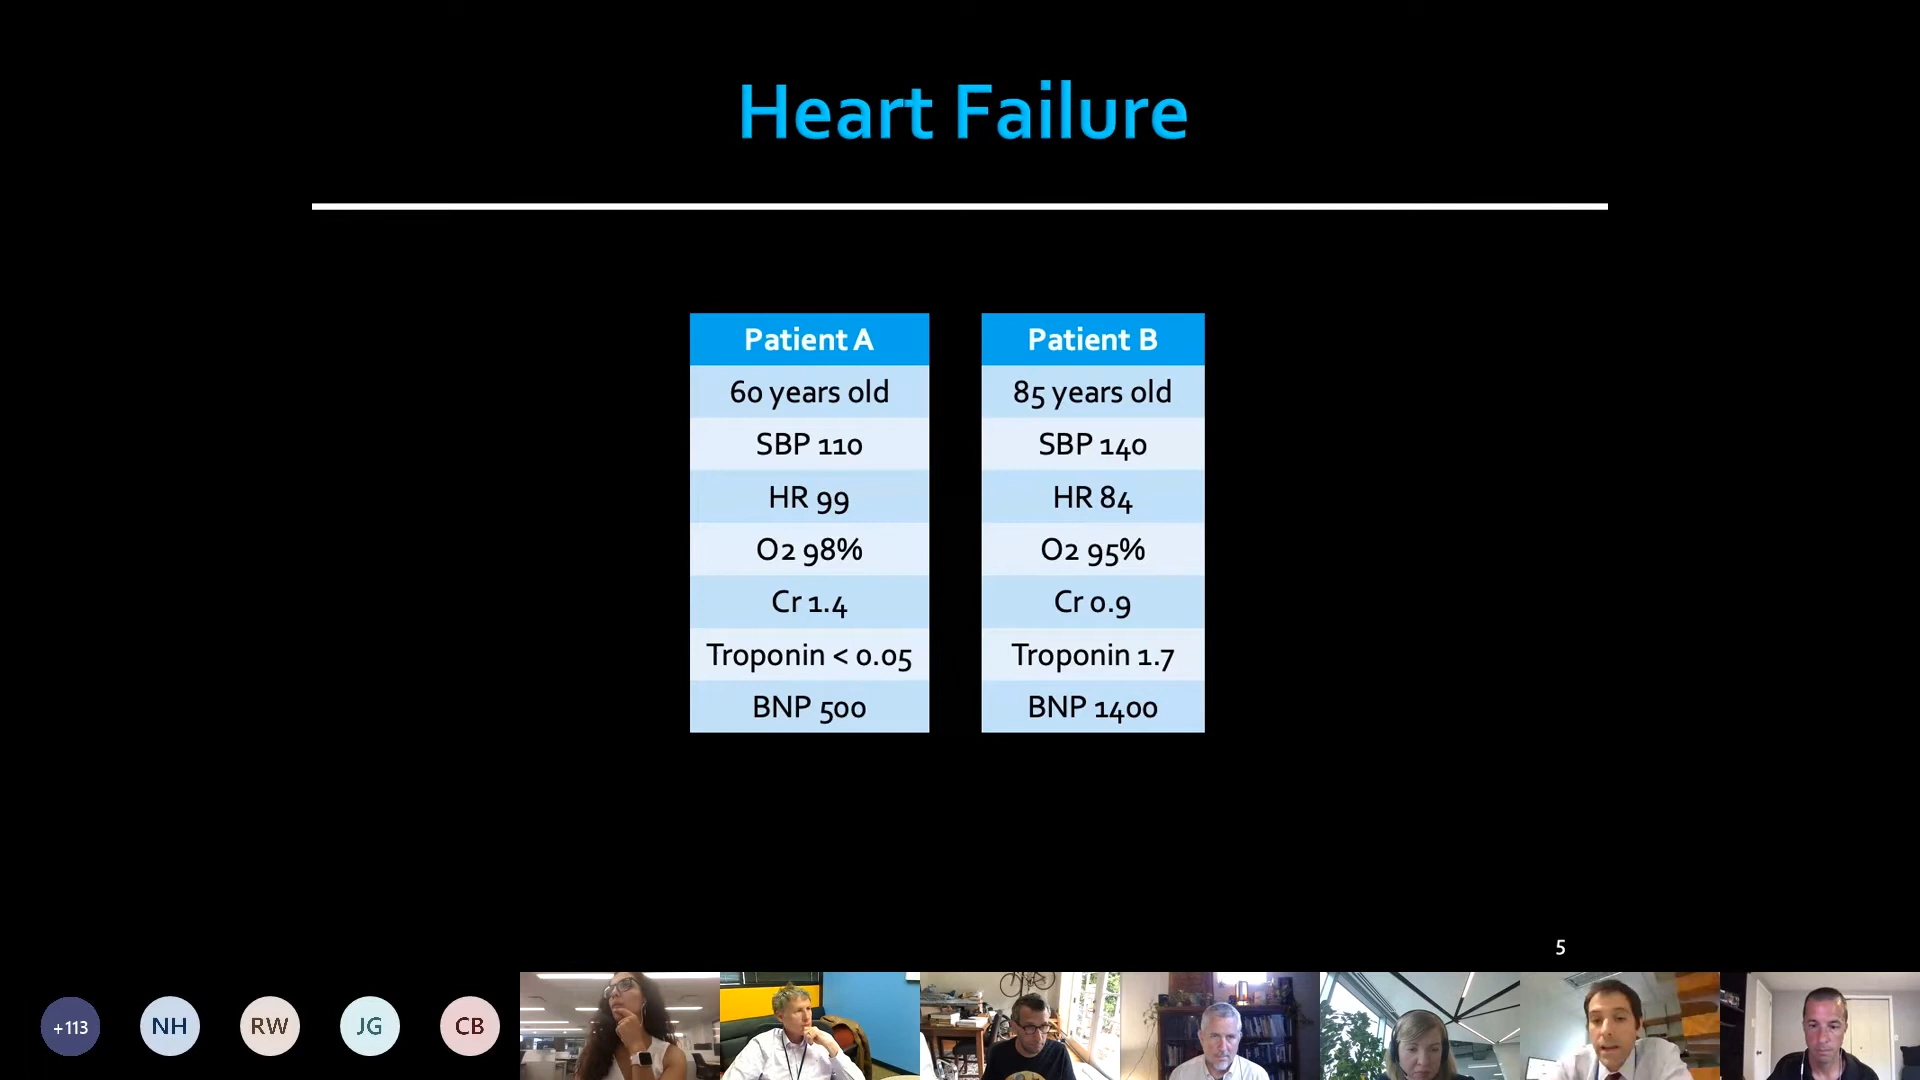 Heart Failure
Patient A
60 years old
SBP 110
HR 99
O2 98%
Cr 1.4
Troponin < 0.05
BNP 500
Patient B
85 years old
SBP 140
HR 84
O2 95%
Cr 0.9
Troponin 1.7
BNP 1400
5
+113
NH
RW
JG
CB